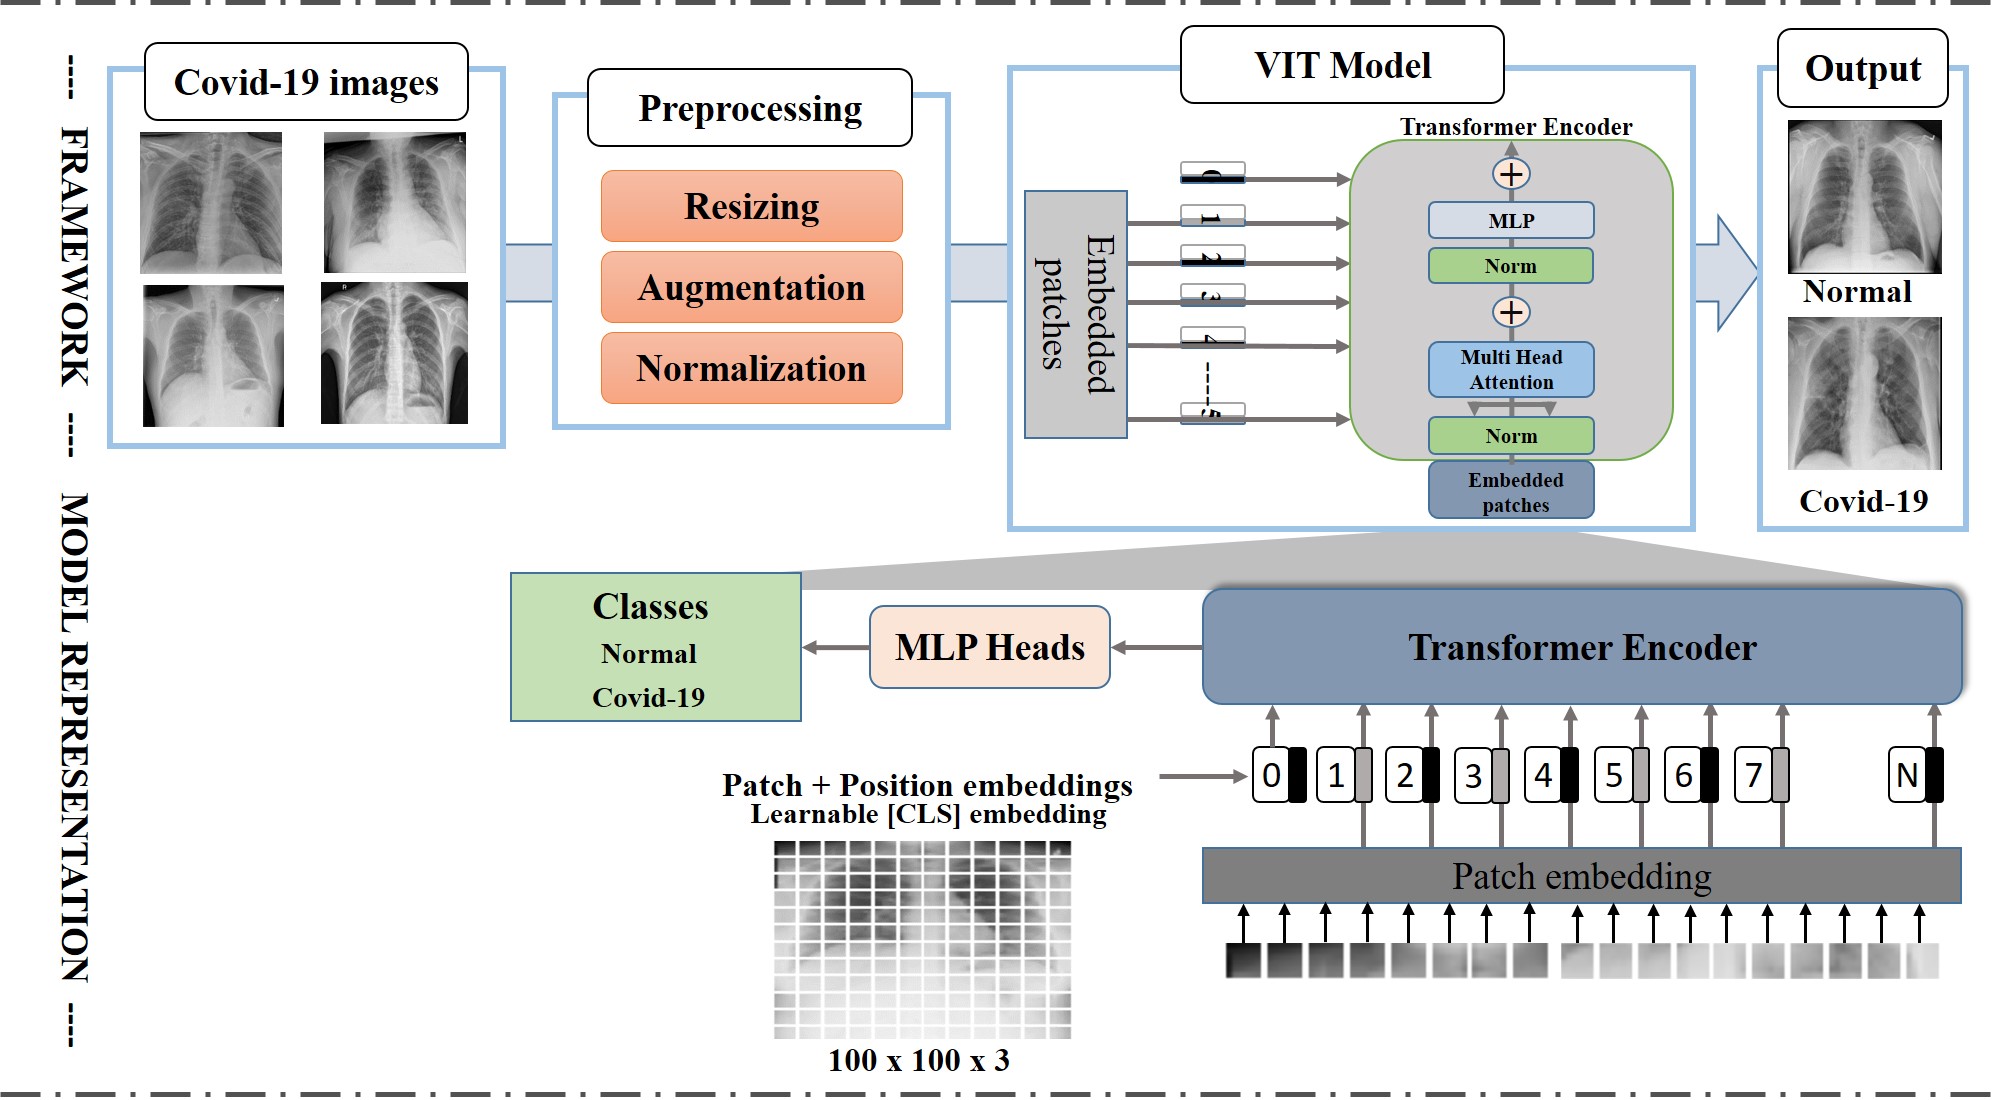 Covid-19 images
Preprocessing
Resizing
Augmentation
Normalization
VIT Model
Transformer Encoder
Embedded
patches
0
1
2
3
4
-----
5
MLP
Norm
Multi Head
Attention
Norm
Embedded
patches
Output
L
R
Normal
Covid-19
---- FRAMEWORK ---- MODEL REPRESENTATION ----
Classes
Normal
Covid-19
MLP Heads
Transformer Encoder
Patch + Position embeddings
Learnable [CLS] embedding
0 1 2 3 4 5 6 7 N
Patch embedding
100 x 100 x 3